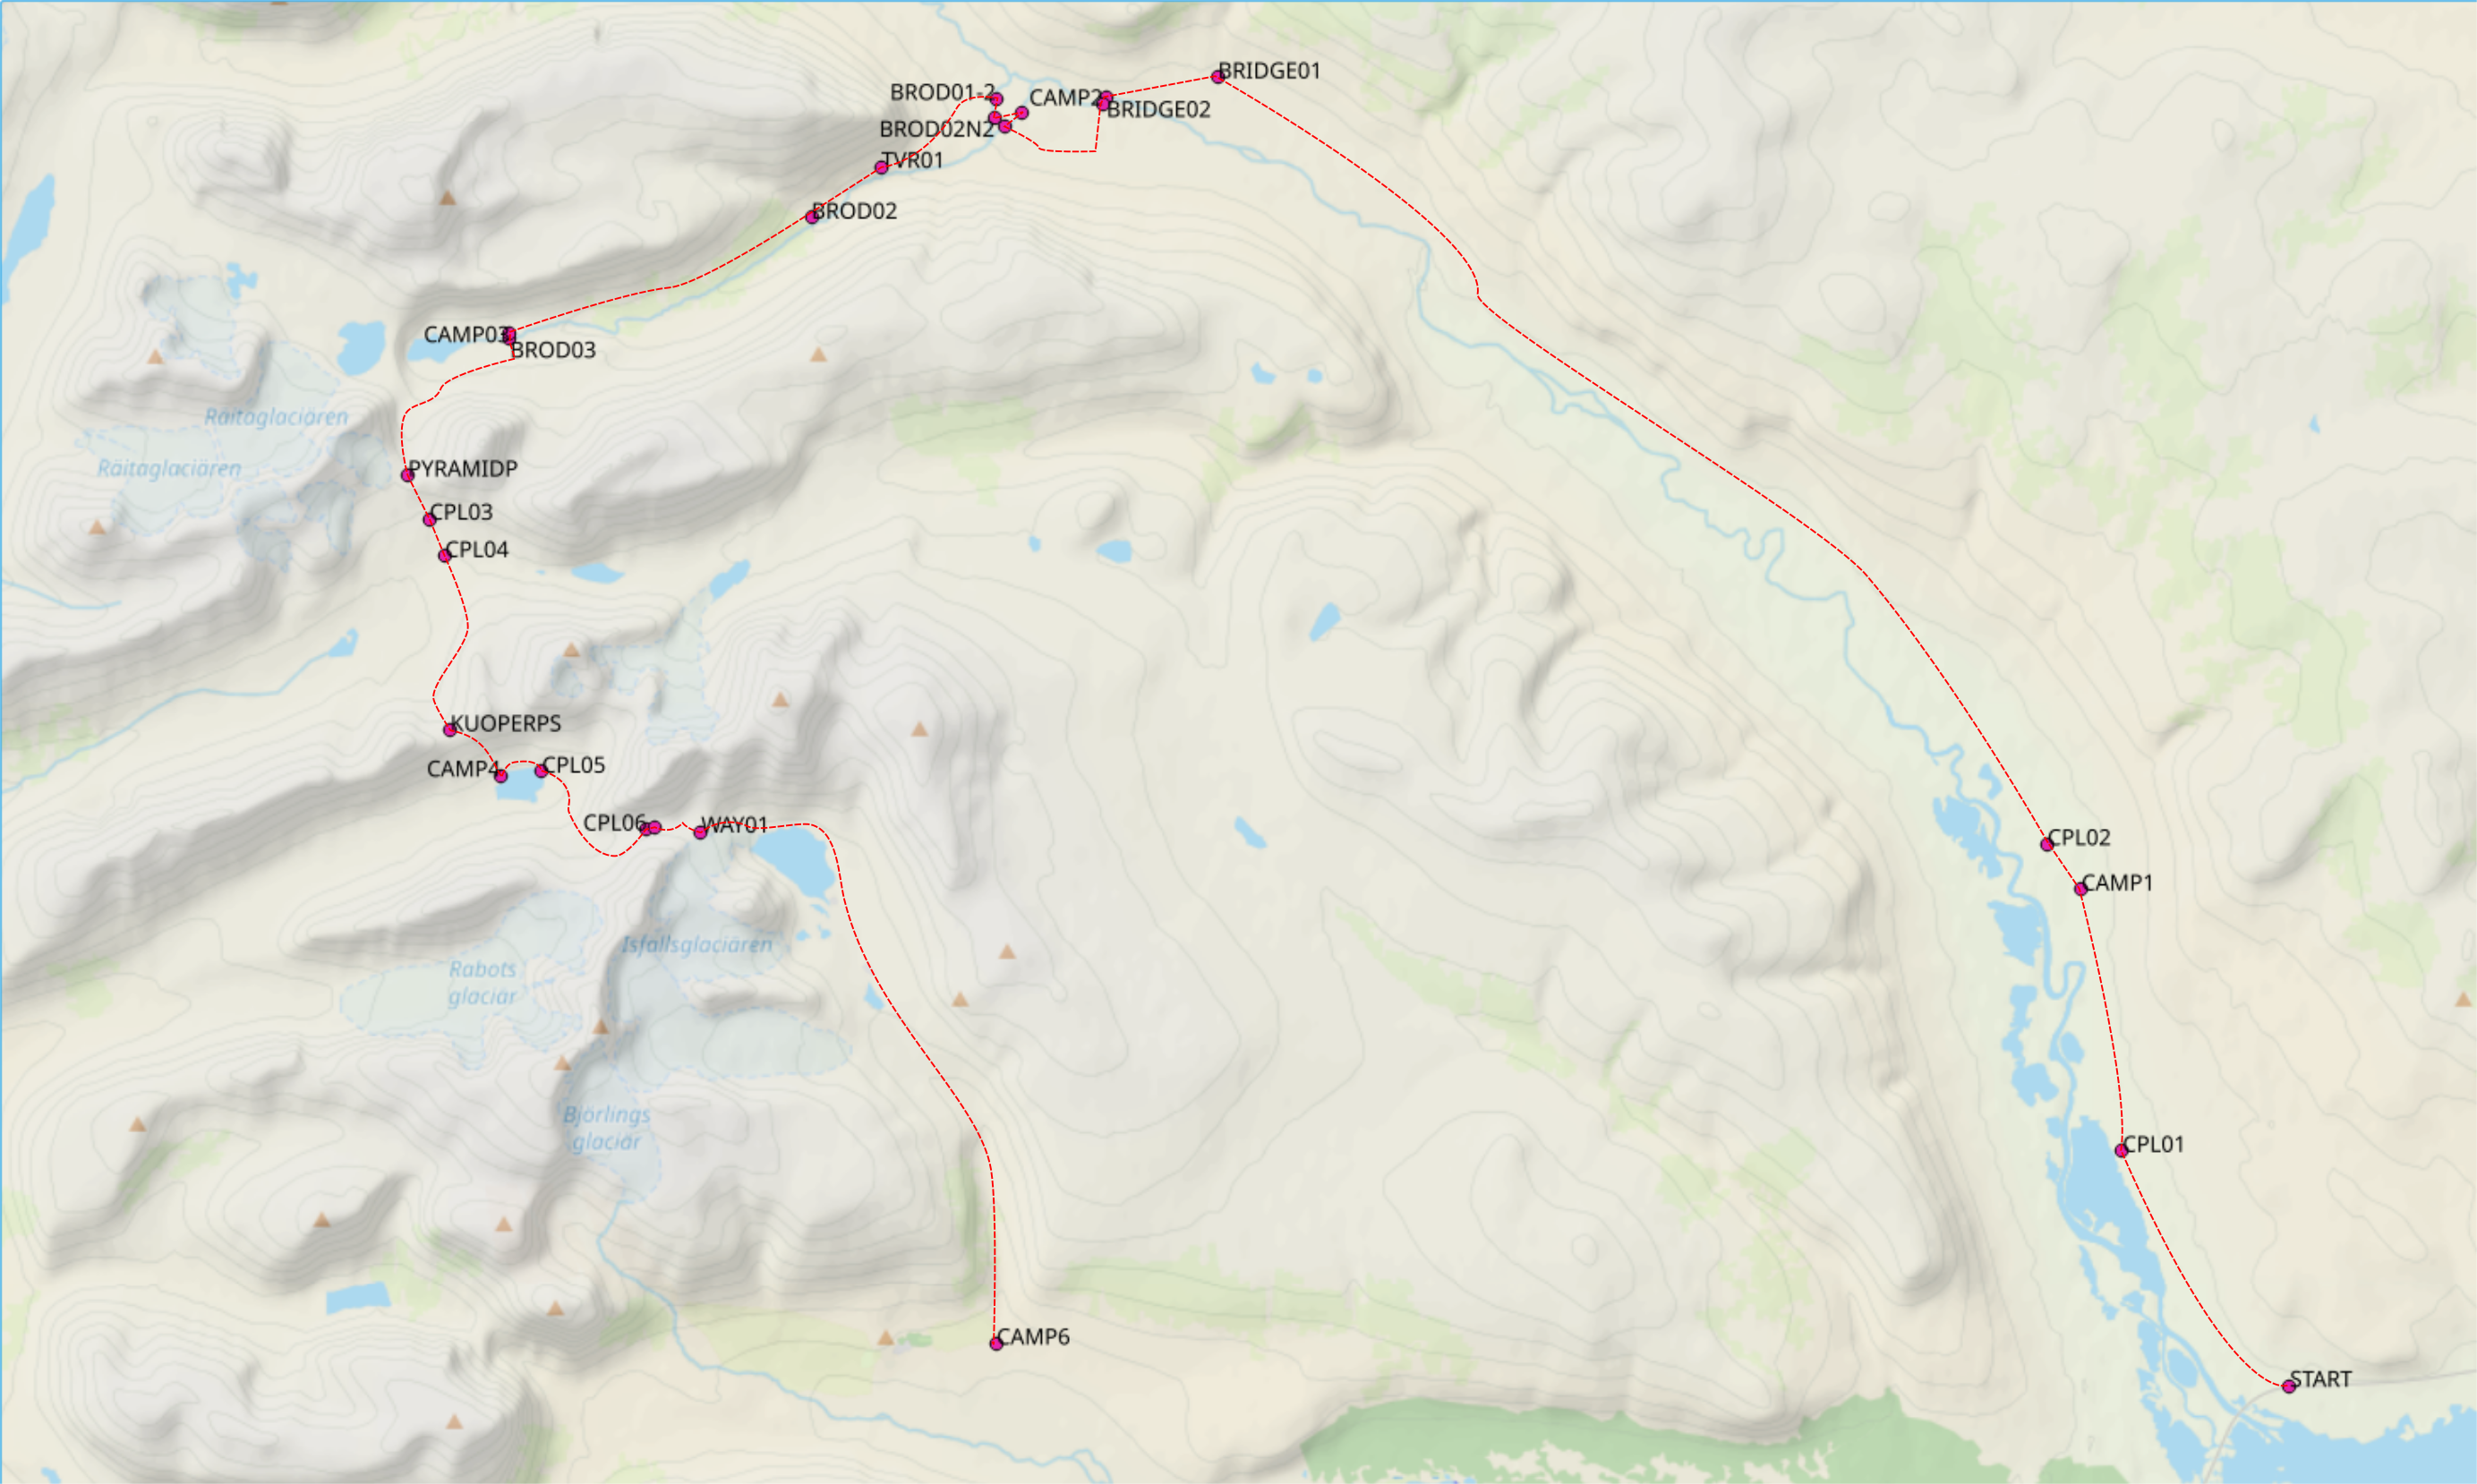 BRIDGE01
BROD01-2
CAMP2
BRIDGE02
BROD02N2
TVR01
BROD02
CAMP03
BROD03
Räitaglaciären
Räitaglaciären
PYRAMIDP
CPL03
CPL04
KUOPERPS
CAMP4
CPL05
CPL06
WAY01
CPL02
CAMP1
Isfallsglaciären
Rabots
glaciär
Björlings
glaciär
CPL01
CAMP6
START